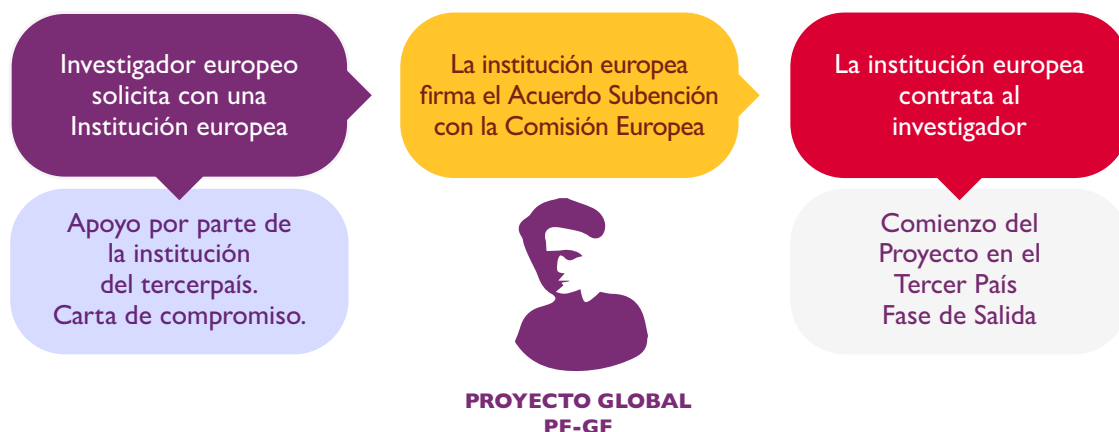 Investigador europeo
solicita con una
Institución europea
La institución europea
firma el Acuerdo Subención
con la Comisión Europea
La institución europea
contrata al
investigador
Apoyo por parte de
la institución
del tercerpaís.
Carta de compromiso.
Comienzo del
Proyecto en el
Tercer País
Fase de Salida
PROYECTO GLOBAL
PF-GF